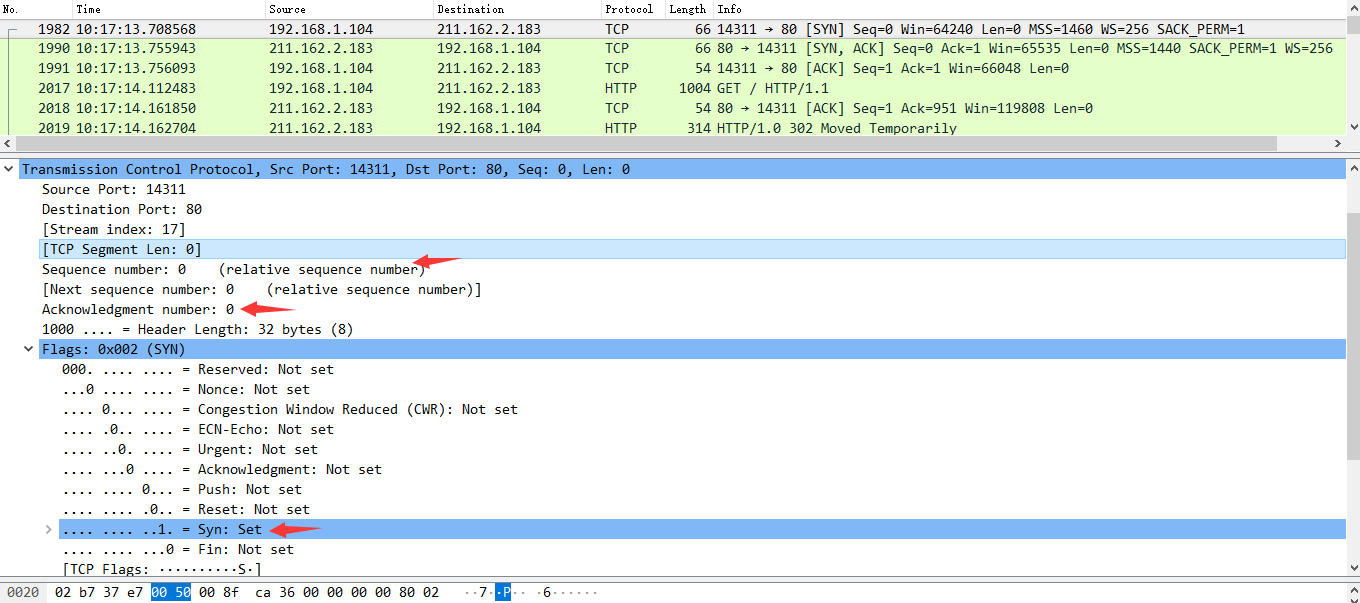 No. Time Source Destination Protocol Length Info
1982 10:17:13.708568 192.168.1.104 211.162.2.183 TCP 66 14311 → 80 [SYN] Seq=0 Win=64240 Len=0 MSS=1460 WS=256 SACK_PERM=1
1990 10:17:13.755943 211.162.2.183 192.168.1.104 TCP 66 80 → 14311 [SYN, ACK] Seq=0 Ack=1 Win=65535 Len=0 MSS=1440 SACK_PERM=1 WS=256
1991 10:17:13.756093 192.168.1.104 211.162.2.183 TCP 54 14311 → 80 [ACK] Seq=1 Ack=1 Win=66048 Len=0
2017 10:17:14.112483 192.168.1.104 211.162.2.183 HTTP 1004 GET / HTTP/1.1
2018 10:17:14.161850 211.162.2.183 192.168.1.104 TCP 54 80 → 14311 [ACK] Seq=1 Ack=951 Win=119808 Len=0
2019 10:17:14.162704 211.162.2.183 192.168.1.104 HTTP 314 HTTP/1.0 302 Moved Temporarily
Transmission Control Protocol, Src Port: 14311, Dst Port: 80, Seq: 0, Len: 0
Source Port: 14311
Destination Port: 80
[Stream index: 17]
[TCP Segment Len: 0]
Sequence number: 0 (relative sequence number)
[Next sequence number: 0 (relative sequence number)]
Acknowledgment number: 0
1000 .... = Header Length: 32 bytes (8)
Flags: 0x002 (SYN)
000. .... .... = Reserved: Not set
...0 .... .... = Nonce: Not set
.... 0... .... = Congestion Window Reduced (CWR): Not set
.... .0.. .... = ECN-Echo: Not set
.... ..0. .... = Urgent: Not set
.... ...0 .... = Acknowledgment: Not set
.... .... 0... = Push: Not set
.... .... .0.. = Reset: Not set
.... .... ..1. = Syn: Set
.... .... ...0 = Fin: Not set
[TCP Flags: ··········S·]
0020 02 b7 37 e7 00 50 00 8f ca 36 00 00 00 00 80 02 ··7··P·· ·6······